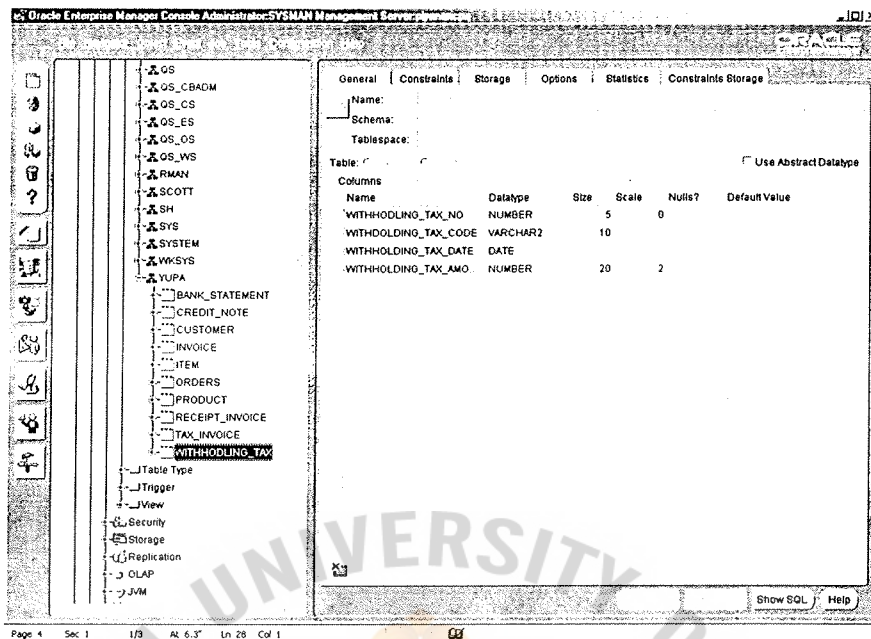 Oracle Enterprise Manager Console Administrator:SYSMAN Management Server:
QS
QS_CBADM
QS_CS
QS_ES
QS_OS
QS_WS
RMAN
SCOTT
SH
SYS
SYSTEM
WKSYS
YUPA
BANK_STATEMENT
CREDIT_NOTE
CUSTOMER
INVOICE
ITEM
ORDERS
PRODUCT
RECEIPT_INVOICE
TAX_INVOICE
WITHHODLING_TAX
Table Type
Trigger
View
Security
Storage
Replication
OLAP
JVM
General Constraints Storage Options Statistics Constraints Storage
Name:
Schema:
Tablespace:
Table: Use Abstract Datatype
Columns
Name Datatype Size Scale Nulls? Default Value
WITHHODLING_TAX_NO NUMBER 5 0
WITHDOLDING_TAX_CODE VARCHAR2 10
WITHHOLDING_TAX_DATE DATE
WITHHOLDING_TAX_AMO.. NUMBER 20 2
Show SQL Help
UNIVERSITY
Page 4 Sec 1 1/3 At 6.3" Ln 28 Col 1